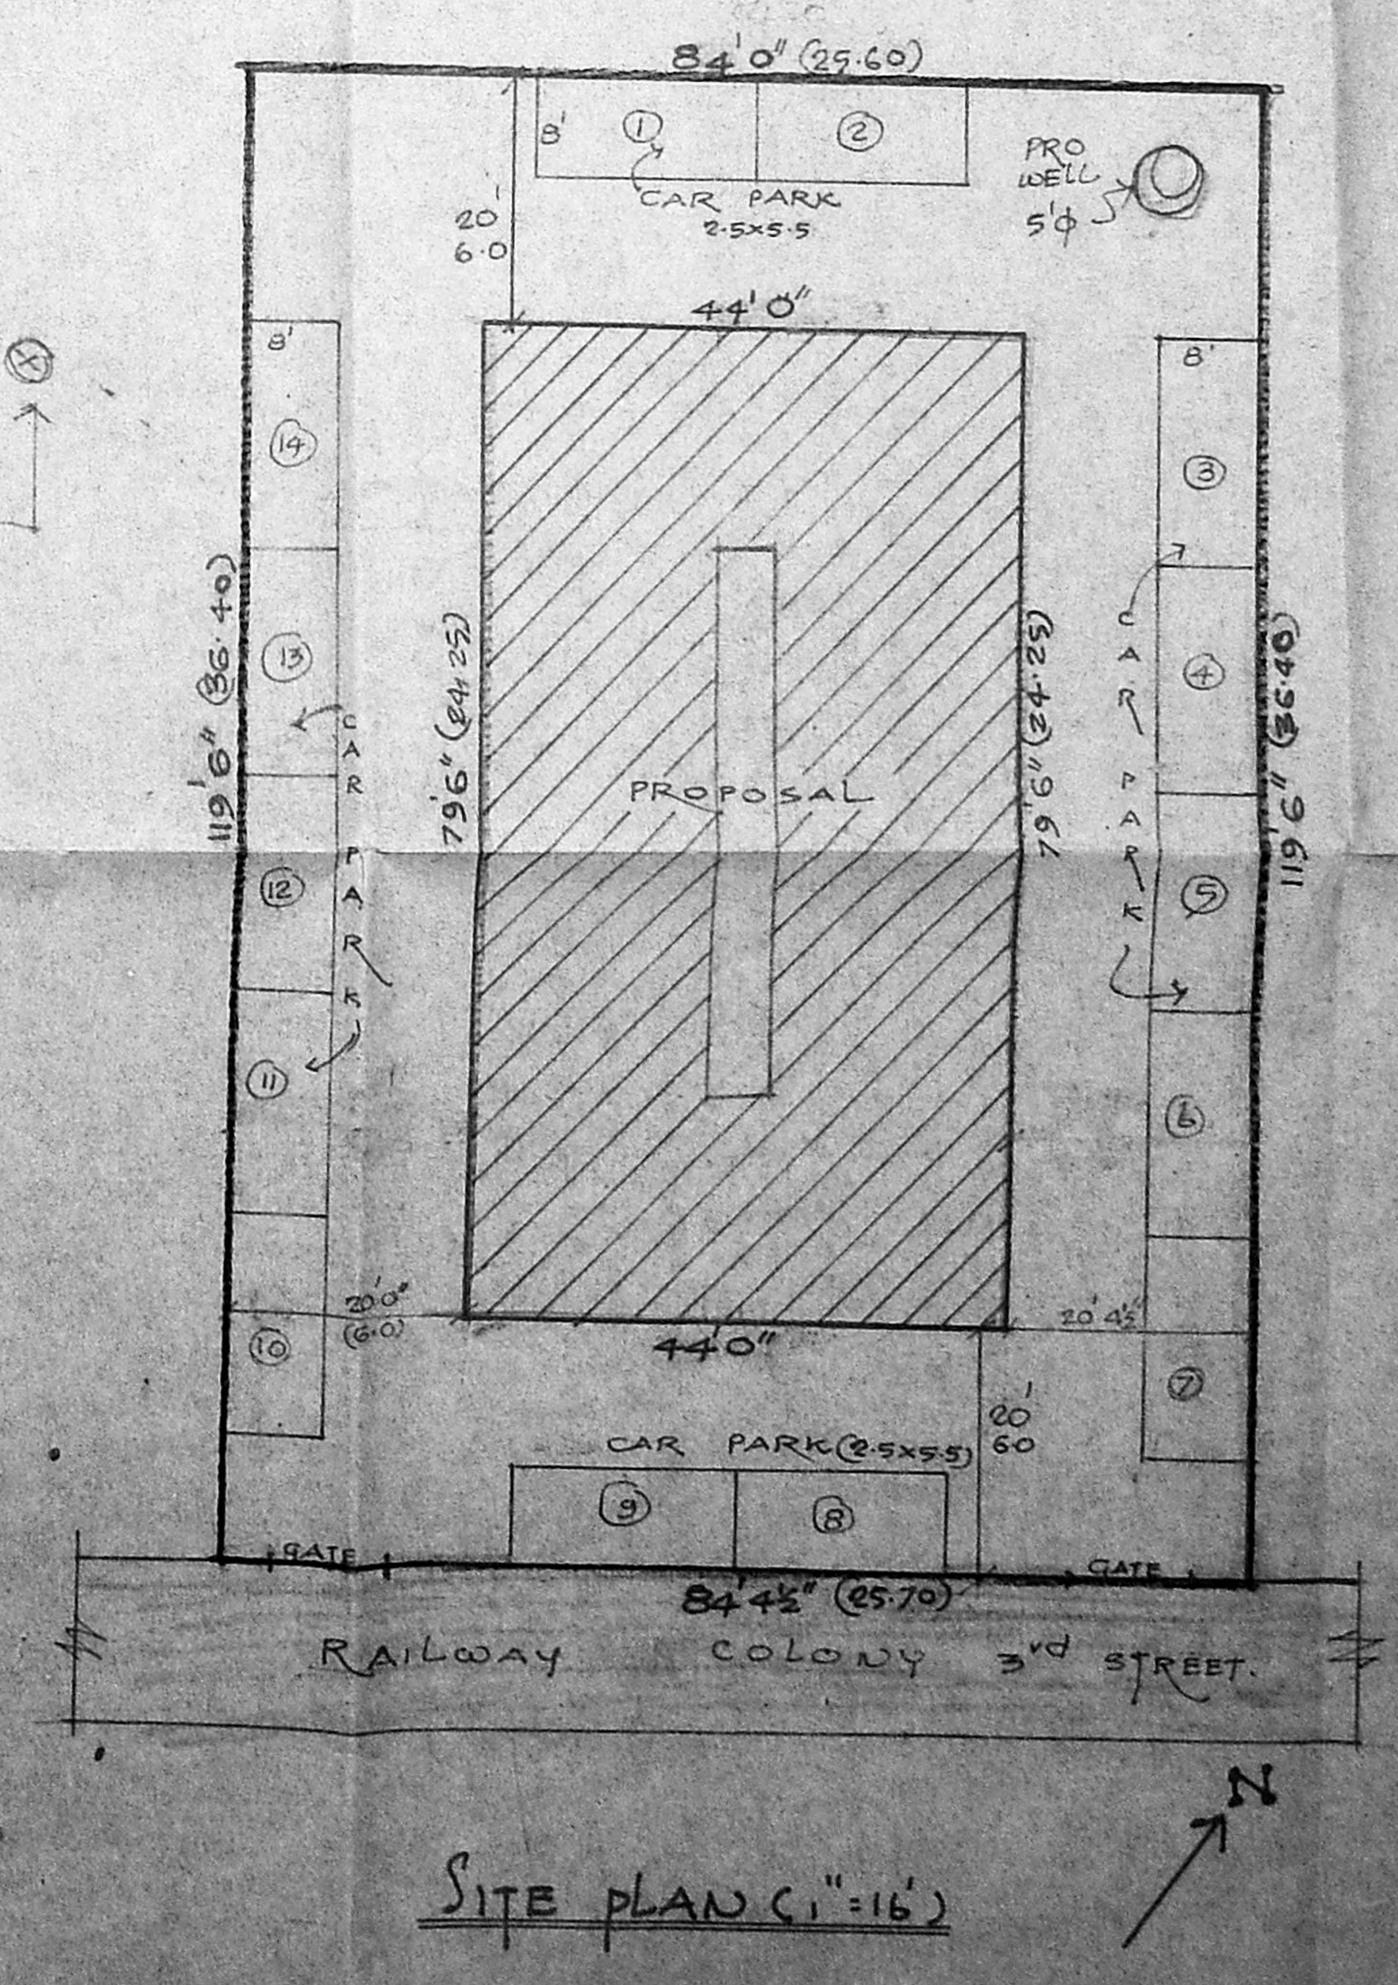 84'0" (25.60)
8'
1
2
PRO
WELL
5'φ
CAR PARK
2.5x5.5
20'
6.0
44'0"
X
8'
14
13
12
11
10
CAR PARK
119'6" (36.40)
79'6" (24.25)
PROPOSAL
79'6" (24.25)
CAR PARK
8'
3
4
5
6
7
119'6" (36.40)
20'0"
(6.0)
44'0"
20' 4½"
20'
6.0
CAR PARK (2.5x5.5)
9
8
GATE
GATE
84'4½" (25.70)
RAILWAY COLONY 3rd STREET.
N
SITE PLAN (1"=16')